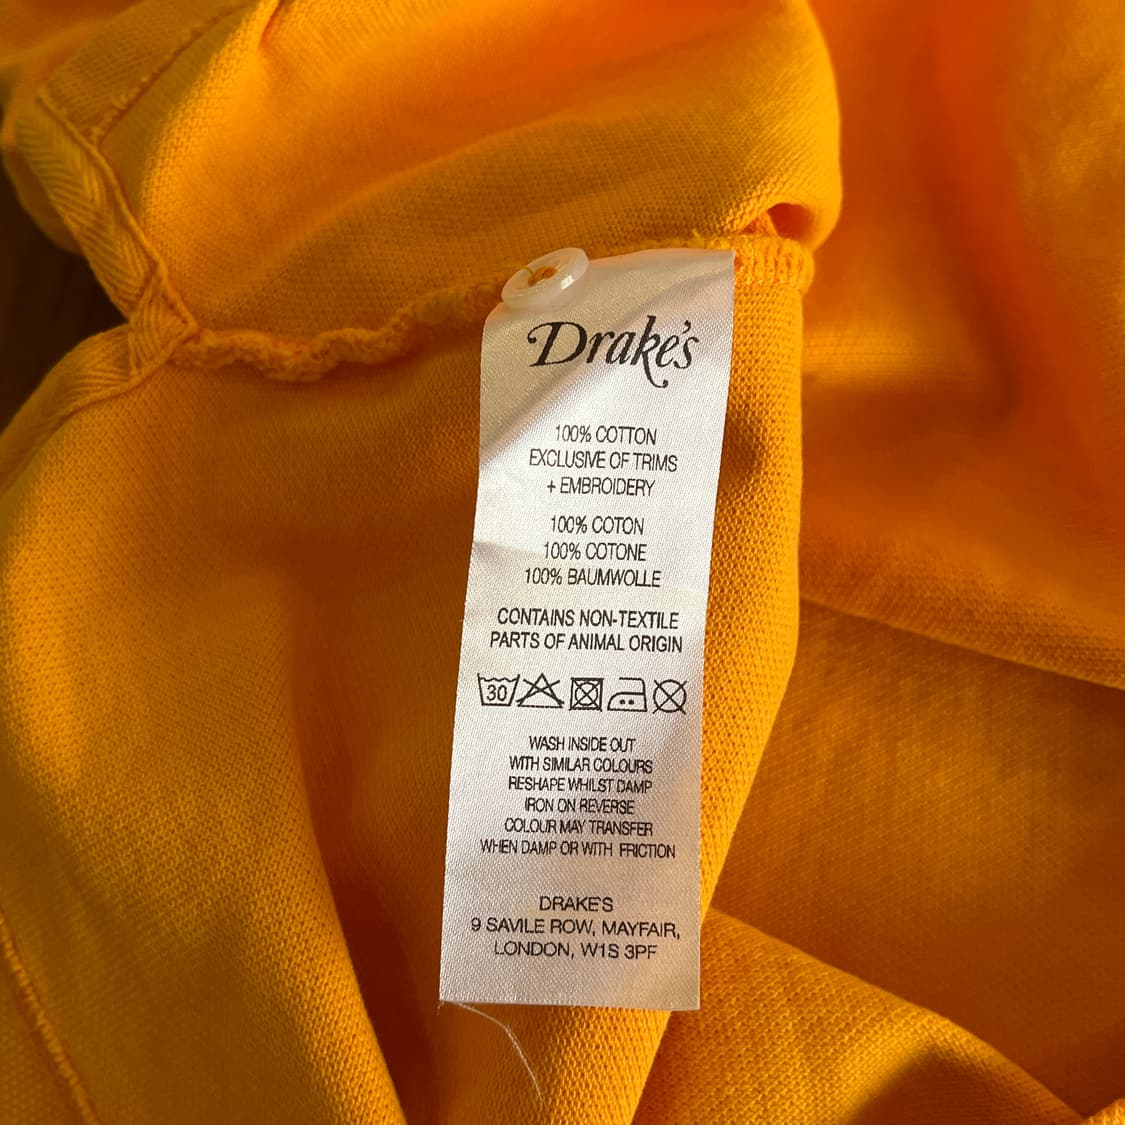 Drake's
100% COTTON
EXCLUSIVE OF TRIMS
+ EMBROIDERY
100% COTON
100% COTONE
100% BAUMWOLLE
CONTAINS NON-TEXTILE
PARTS OF ANIMAL ORIGIN
30
WASH INSIDE OUT
WITH SIMILAR COLOURS
RESHAPE WHILST DAMP
IRON ON REVERSE
COLOUR MAY TRANSFER
WHEN DAMP OR WITH FRICTION
DRAKE'S
9 SAVILE ROW, MAYFAIR,
LONDON, W1S 3PF